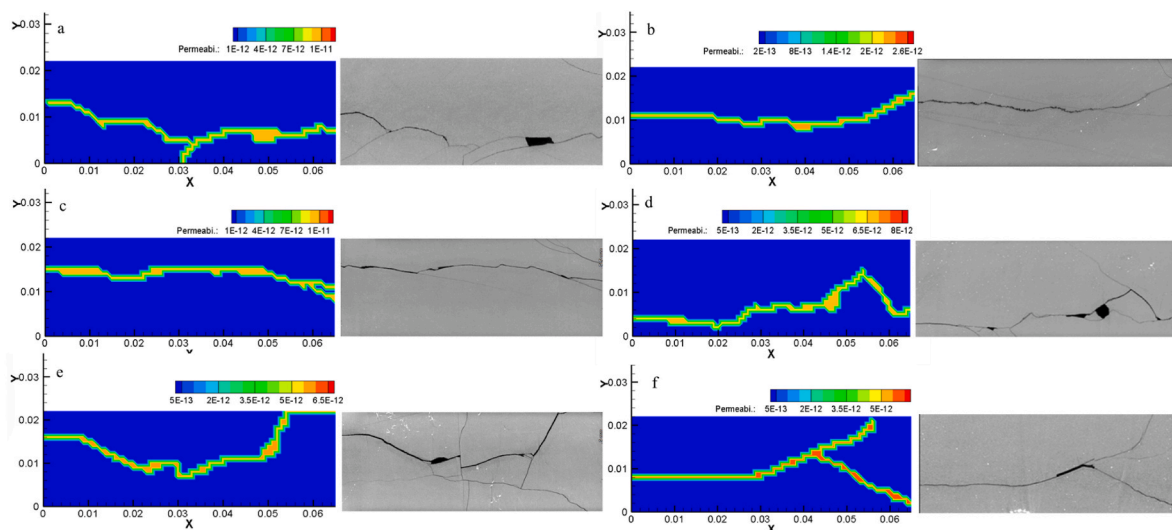 a
Y
0.03
Permeabi.: 1E-12 4E-12 7E-12 1E-11
0.02
0.01
0
0 0.01 0.02 0.03 0.04 0.05 0.06
X
b
Y
0.03
Permeabi.: 2E-13 8E-13 1.4E-12 2E-12 2.6E-12
0.02
0.01
0
0 0.01 0.02 0.03 0.04 0.05 0.06
X
c
Y
0.03
Permeabi.: 1E-12 4E-12 7E-12 1E-11
0.02
0.01
0
0 0.01 0.02 0.03 0.04 0.05 0.06
X
d
Y
0.03
Permeabi.: 5E-13 2E-12 3.5E-12 5E-12 6.5E-12 8E-12
0.02
0.01
0
0 0.01 0.02 0.03 0.04 0.05 0.06
X
e
Y
0.03
5E-13 2E-12 3.5E-12 5E-12 6.5E-12
0.02
0.01
0
0 0.01 0.02 0.03 0.04 0.05 0.06
X
f
Y
0.03
Permeabi.: 5E-13 2E-12 3.5E-12 5E-12
0.02
0.01
0
0 0.01 0.02 0.03 0.04 0.05 0.06
X